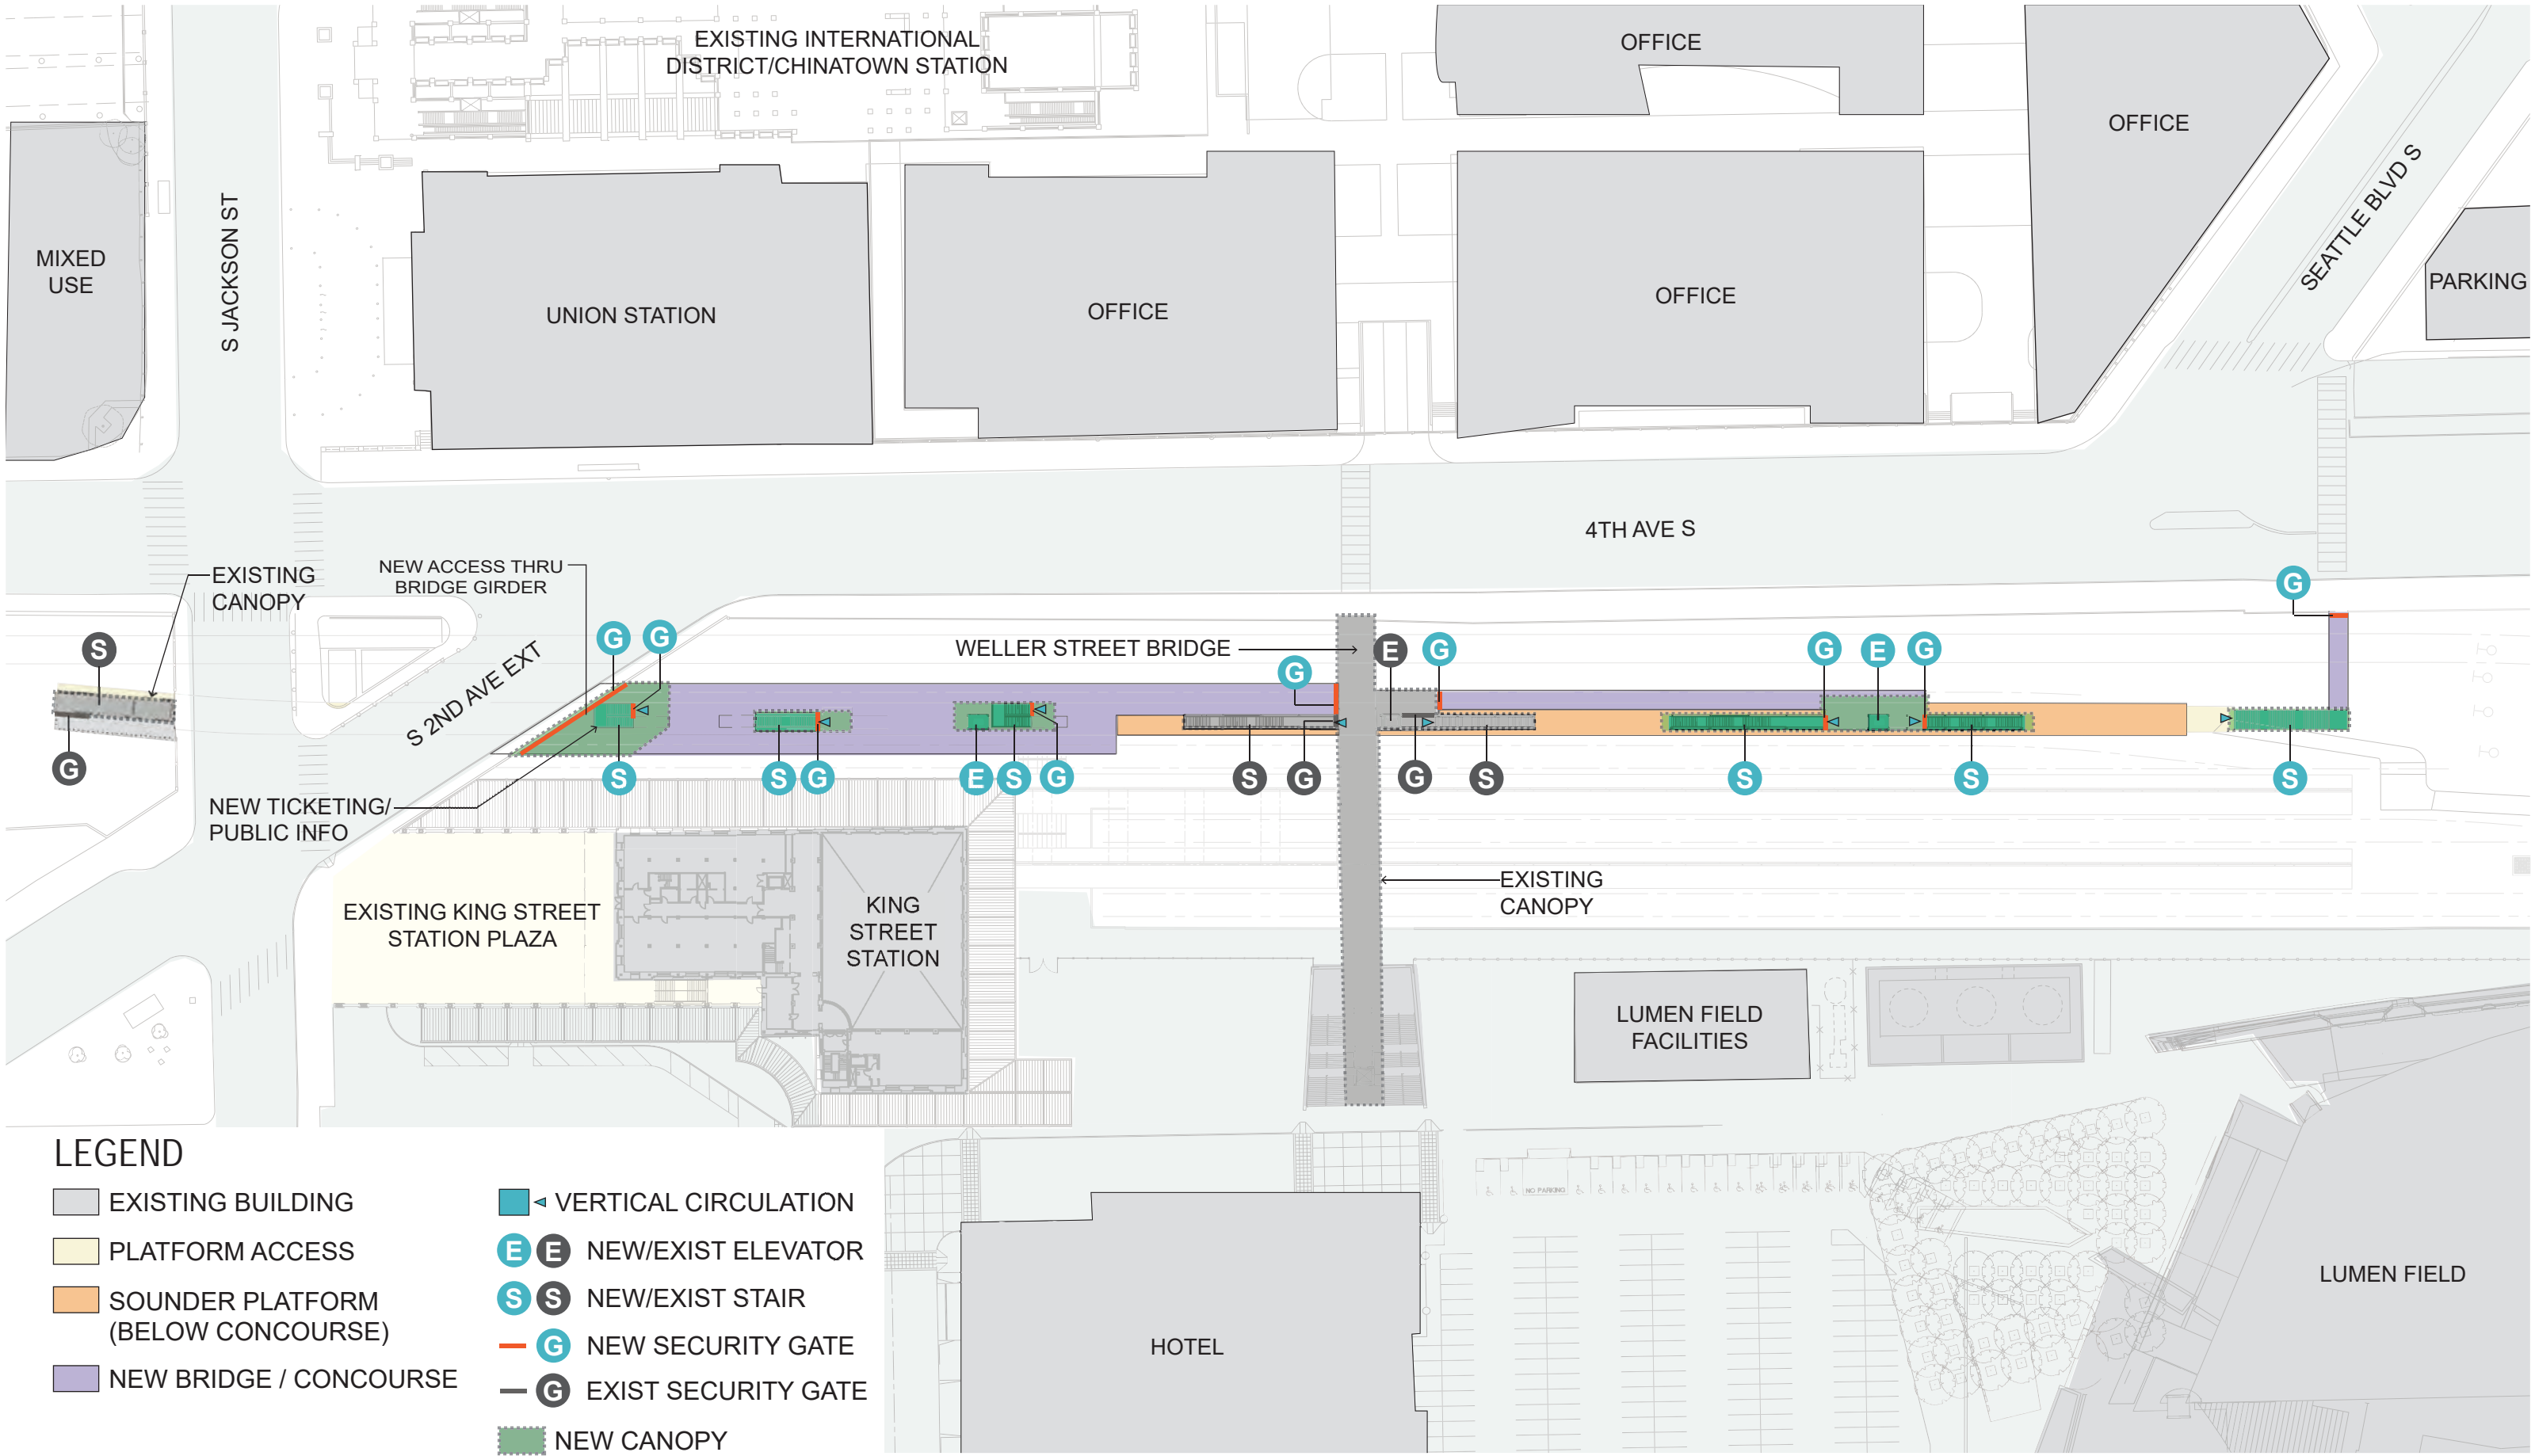 EXISTING INTERNATIONAL
DISTRICT/CHINATOWN STATION
OFFICE
OFFICE
MIXED
USE
S JACKSON ST
UNION STATION
OFFICE
OFFICE
SEATTLE BLVD S
PARKING
4TH AVE S
EXISTING
CANOPY
NEW ACCESS THRU
BRIDGE GIRDER
S 2ND AVE EXT
WELLER STREET BRIDGE
G
S
G
G
G
E
G
G
E
G
G
S
S
G
E
S
G
S
G
G
S
S
S
S
NEW TICKETING/
PUBLIC INFO
EXISTING KING STREET
STATION PLAZA
KING
STREET
STATION
EXISTING
CANOPY
LUMEN FIELD
FACILITIES
NO PARKING
HOTEL
LUMEN FIELD
LEGEND
EXISTING BUILDING
PLATFORM ACCESS
SOUNDER PLATFORM
(BELOW CONCOURSE)
NEW BRIDGE / CONCOURSE
VERTICAL CIRCULATION
E E NEW/EXIST ELEVATOR
S S NEW/EXIST STAIR
G NEW SECURITY GATE
G EXIST SECURITY GATE
NEW CANOPY